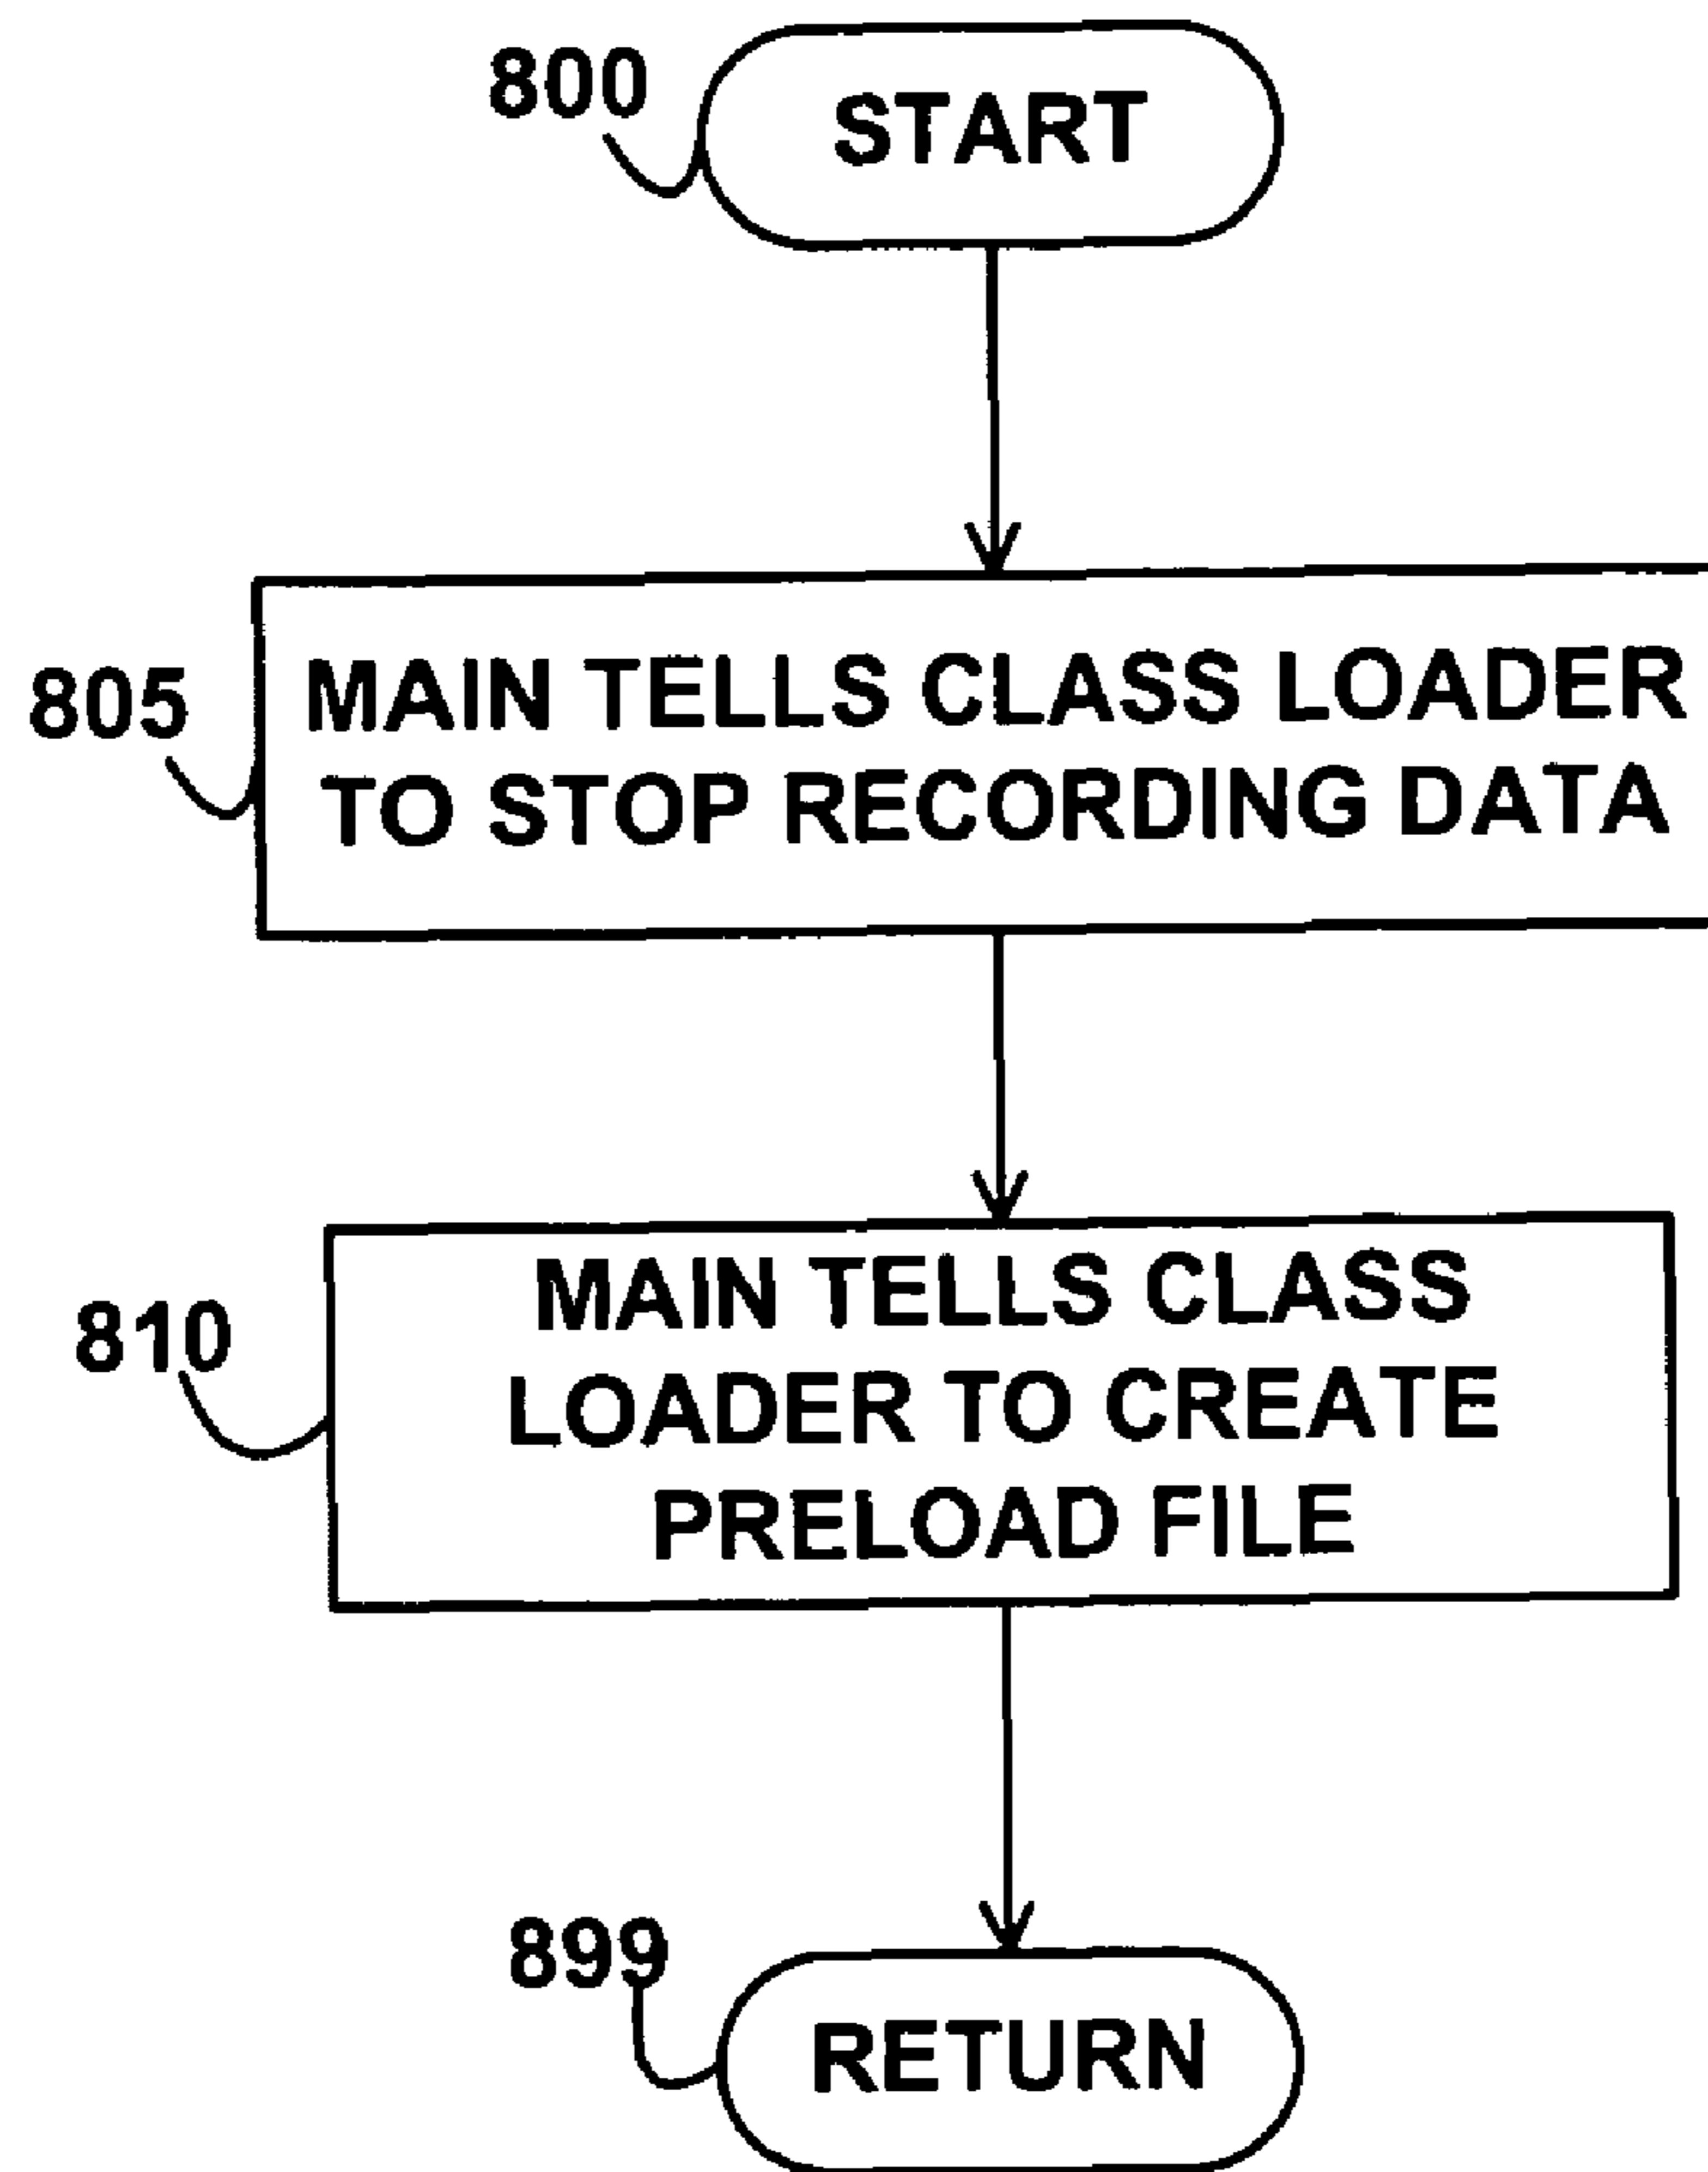 800
START
805
MAIN TELLS CLASS LOADER
TO STOP RECORDING DATA
810
MAIN TELLS CLASS
LOADER TO CREATE
PRELOAD FILE
899
RETURN